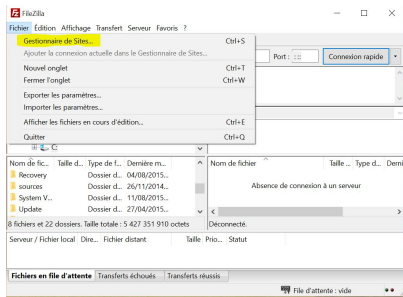 FileZilla
Fichier Édition Affichage Transfert Serveur Favoris ?
Gestionnaire de Sites... Ctrl+S
Ajouter la connexion actuelle dans le Gestionnaire de Sites...
Port : Connexion rapide
Nouvel onglet Ctrl+T
Fermer l'onglet Ctrl+W
Exporter les paramètres...
Importer les paramètres...
Afficher les fichiers en cours d'édition... Ctrl+E
Quitter Ctrl+Q
C:
Nom de fic... Taille d... Type de f... Dernière m...
Recovery Dossier d... 04/08/2015...
sources Dossier d... 26/11/2014...
System V... Dossier d... 11/08/2015...
Update Dossier d... 27/04/2015...
8 fichiers et 22 dossiers. Taille totale : 5 427 351 910 octets
Nom de fichier Taille ... Type d... Derni
Absence de connexion à un serveur
Déconnecté.
Serveur / Fichier local Dire... Fichier distant Taille Prio... Statut
Fichiers en file d'attente Transferts échoués Transferts réussis
File d'attente : vide